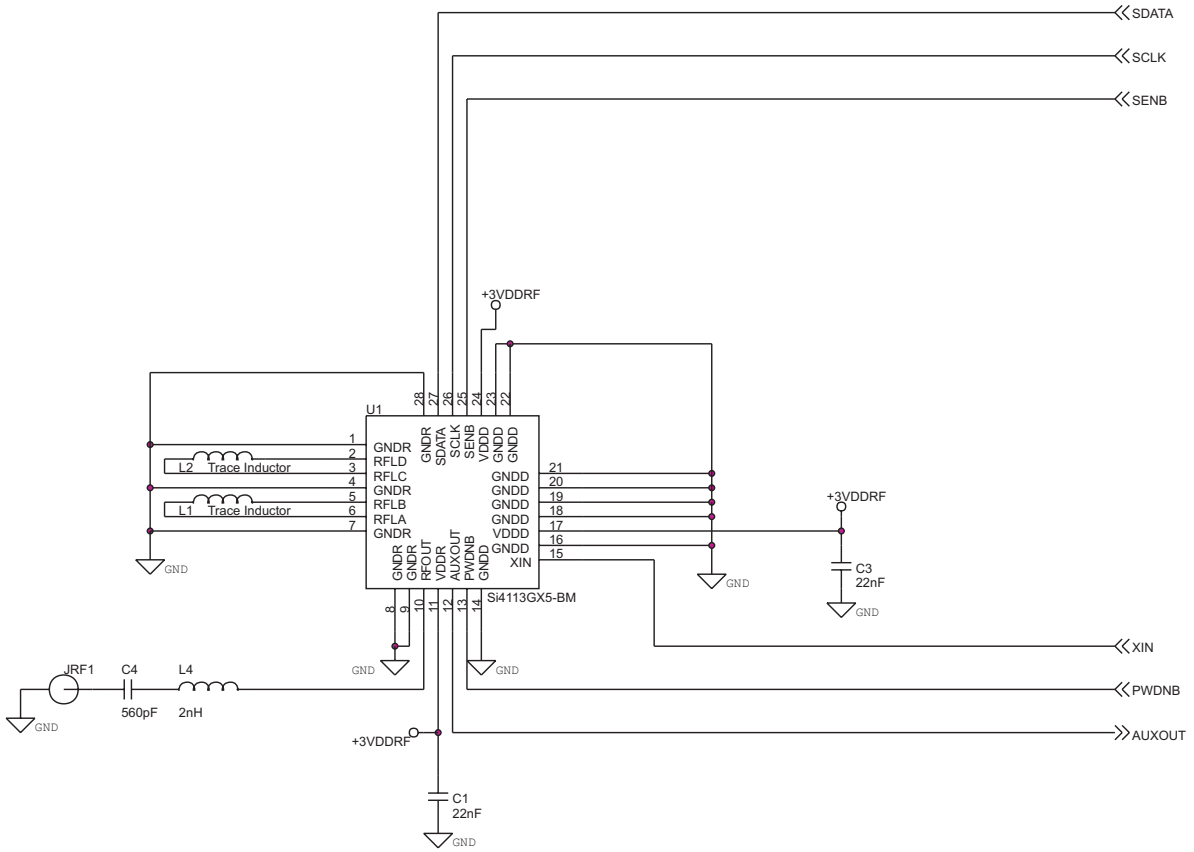 SDATA
SCLK
SENB
+3VDDRF
28
27
26
25
24
23
22
U1
GNDR
SDATA
SCLK
SENB
VDDD
GNDD
GNDD
1
GNDR
2
RFLD
L2 Trace Inductor
3
RFLC
4
GNDR
5
RFLB
L1 Trace Inductor
6
RFLA
7
GNDR
GNDD
21
GNDD
20
GNDD
19
GNDD
18
VDDD
17
GNDD
16
XIN
15
+3VDDRF
GNDR
GNDR
RFOUT
VDDR
AUXOUT
PWDNB
GNDD
GND
GND
C3
22nF
GND
Si4113GX5-BM
8
9
10
11
12
13
14
XIN
GND
GND
JRF1
C4
L4
560pF
2nH
GND
PWDNB
+3VDDRF
AUXOUT
C1
22nF
GND